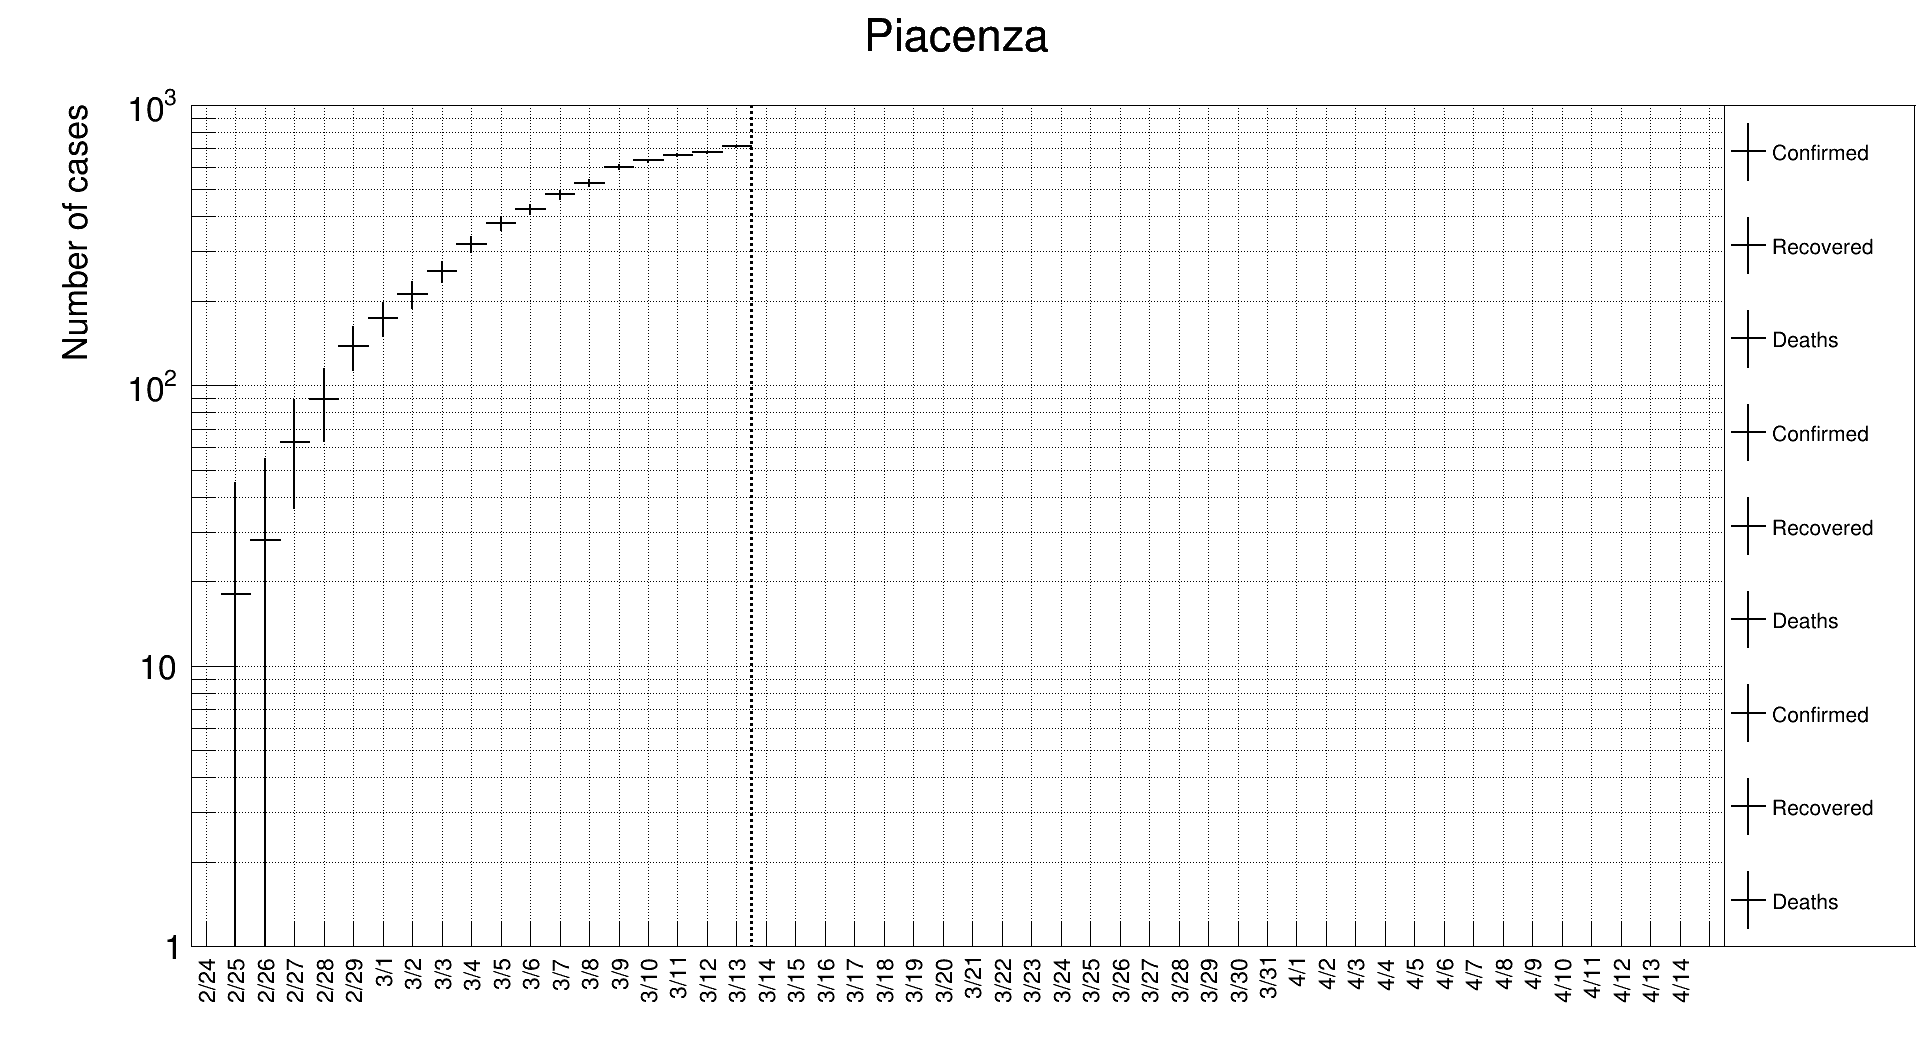 Piacenza
Number of cases
10³
10²
10
1
2/24 2/25 2/26 2/27 2/28 2/29 3/1 3/2 3/3 3/4 3/5 3/6 3/7 3/8 3/9 3/10 3/11 3/12 3/13 3/14 3/15 3/16 3/17 3/18 3/19 3/20 3/21 3/22 3/23 3/24 3/25 3/26 3/27 3/28 3/29 3/30 3/31 4/1 4/2 4/3 4/4 4/5 4/6 4/7 4/8 4/9 4/10 4/11 4/12 4/13 4/14
Confirmed
Recovered
Deaths
Confirmed
Recovered
Deaths
Confirmed
Recovered
Deaths